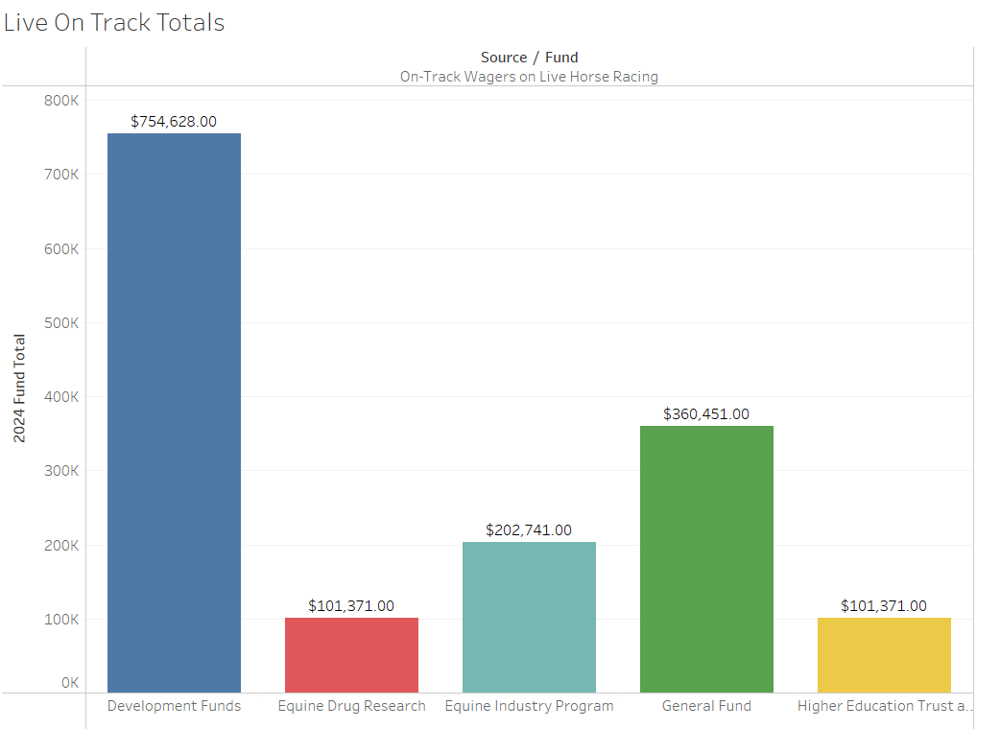 Live On Track Totals
Source / Fund
On-Track Wagers on Live Horse Racing
800K
700K
600K
500K
400K
300K
200K
100K
0K
2024 Fund Total
$754,628.00
$101,371.00
$202,741.00
$360,451.00
$101,371.00
Development Funds
Equine Drug Research
Equine Industry Program
General Fund
Higher Education Trust a..